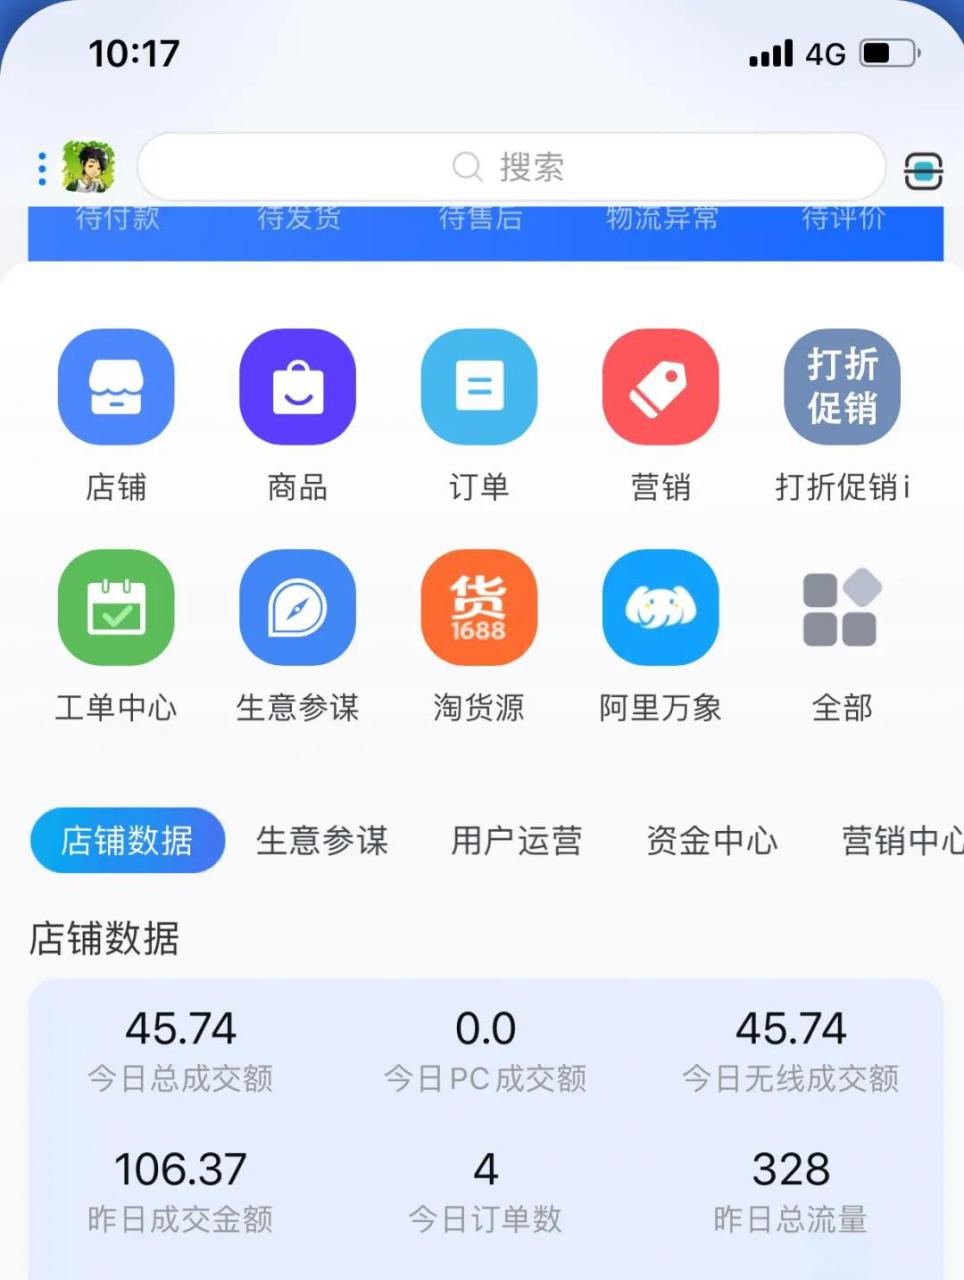 10:17
4G
搜索
待付款 待发货 待售后 物流异常 待评价
打折
促销
店铺 商品 订单 营销 打折促销i
货
1688
工单中心 生意参谋 淘货源 阿里万象 全部
店铺数据 生意参谋 用户运营 资金中心 营销中心
店铺数据
45.74 0.0 45.74
今日总成交额 今日PC成交额 今日无线成交额
106.37 4 328
昨日成交金额 今日订单数 昨日总流量